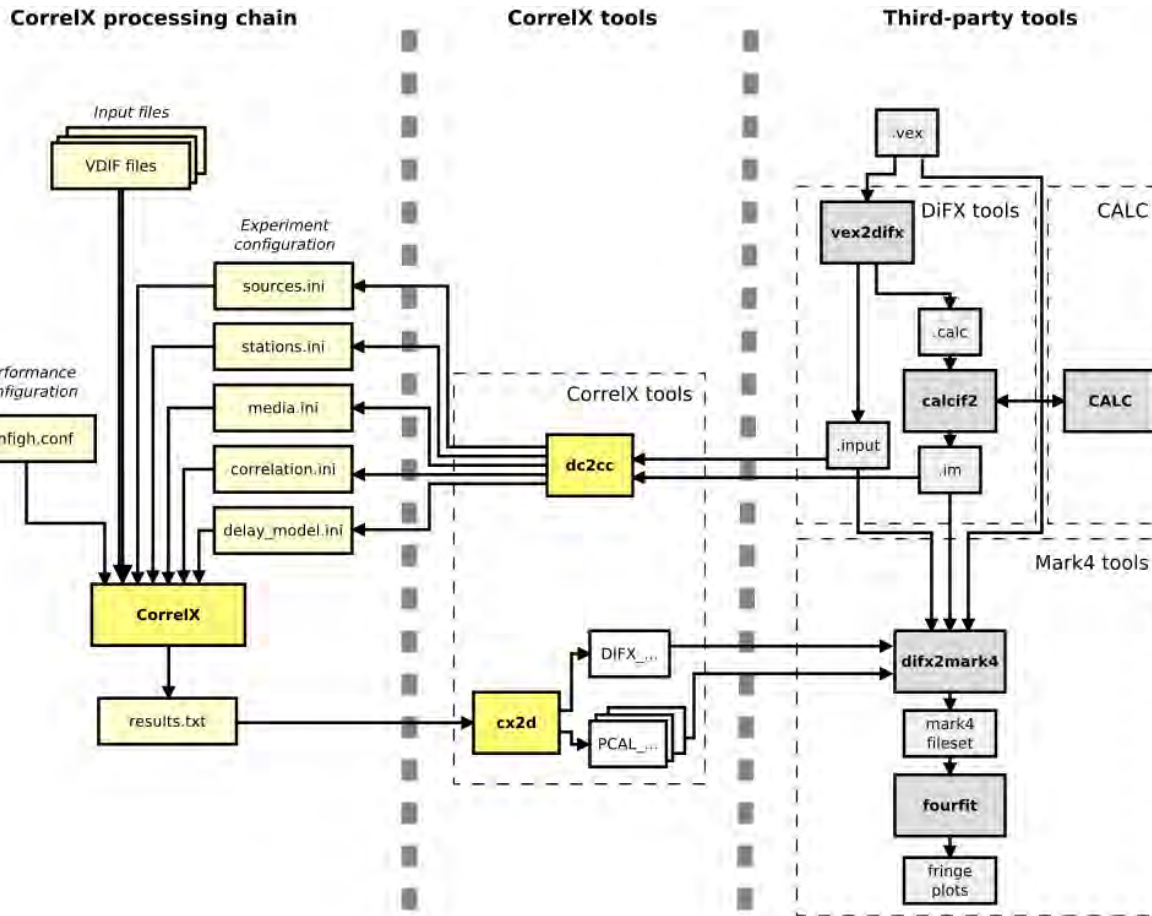 CorrelX processing chain
CorrelX tools
Third-party tools
Input files
VDIF files
.vex
DiFX tools
CALC
vex2difx
Experiment
configuration
sources.ini
.calc
stations.ini
calcif2
CALC
CorrelX tools
media.ini
configuration
.input
dc2cc
correlation.ini
.im
delay_model.ini
Mark4 tools
CorrelX
DIFX_...
difx2mark4
results.txt
cx2d
PCAL_...
mark4
fileset
fourfit
fringe
plots